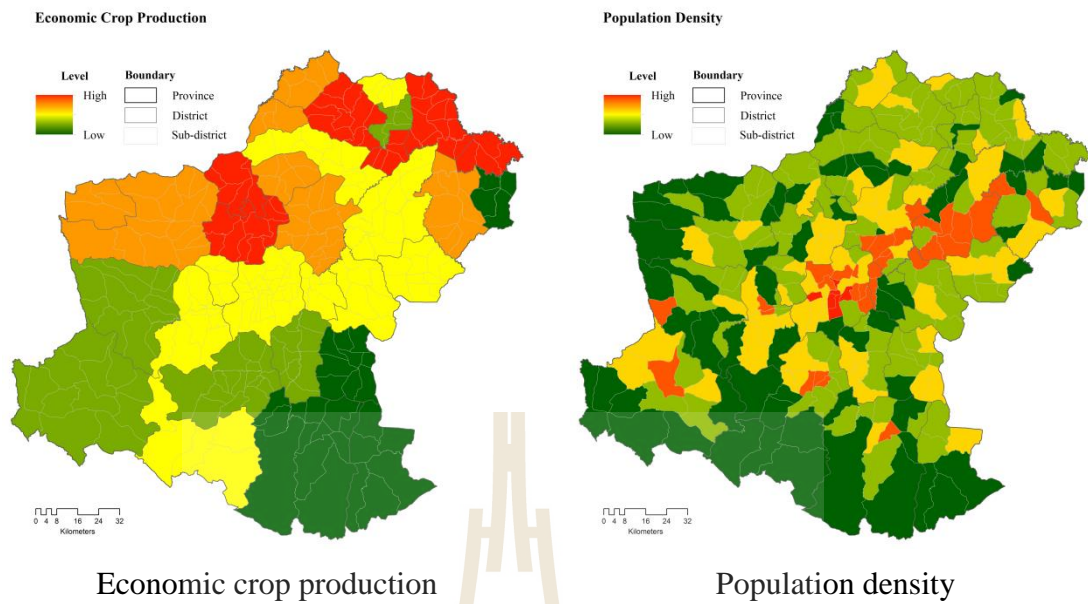 Economic Crop Production
Level
Boundary
High
Low
Province
District
Sub-district
0 4 8 16 24 32
Kilometers
Economic crop production
Population Density
Level
Boundary
High
Low
Province
District
Sub-district
0 4 8 16 24 32
Kilometers
Population density